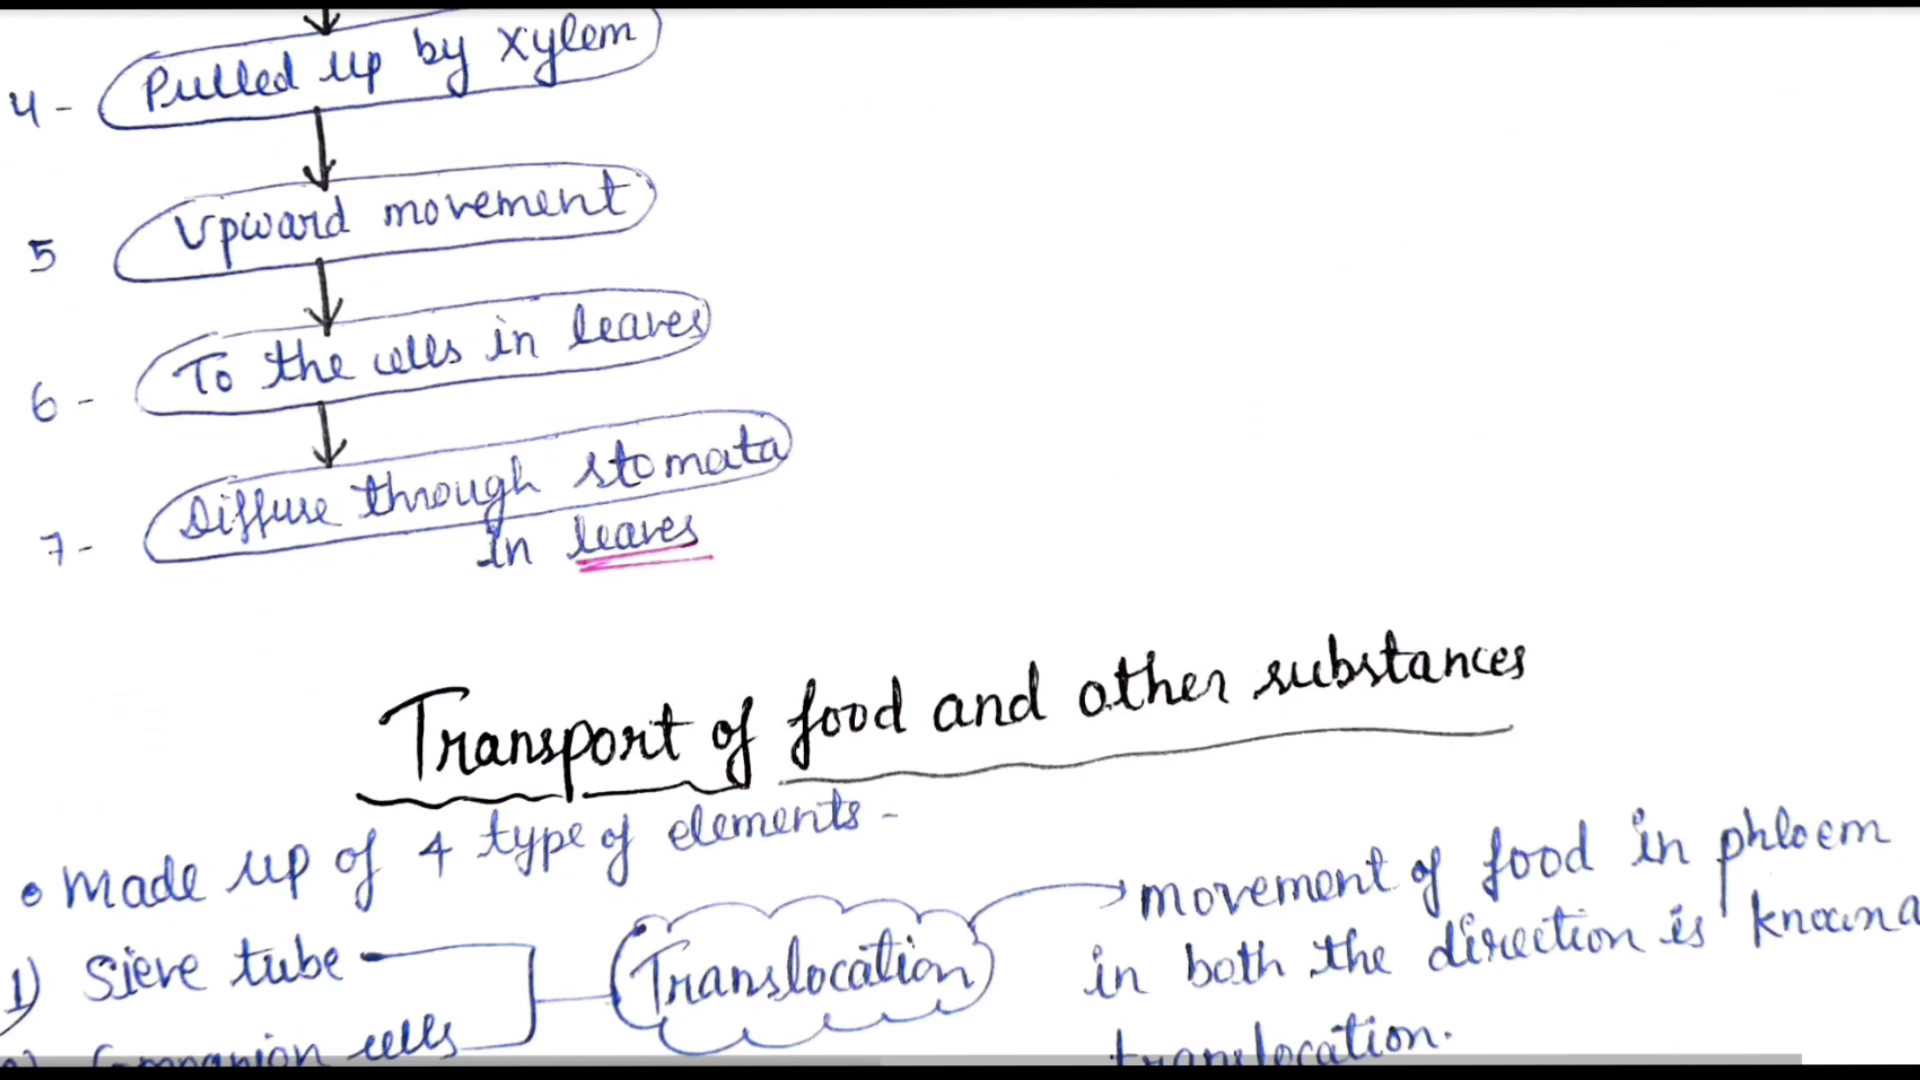 4- Pulled up by xylem
5 Upward movement
6- To the cells in leaves
7- Diffuse through stomata
in leaves
Transport of food and other substances
• Made up of 4 type of elements -
1) Sieve tube
Companion cells
Translocation
movement of food in phloem
in both the direction is known a
translocation.